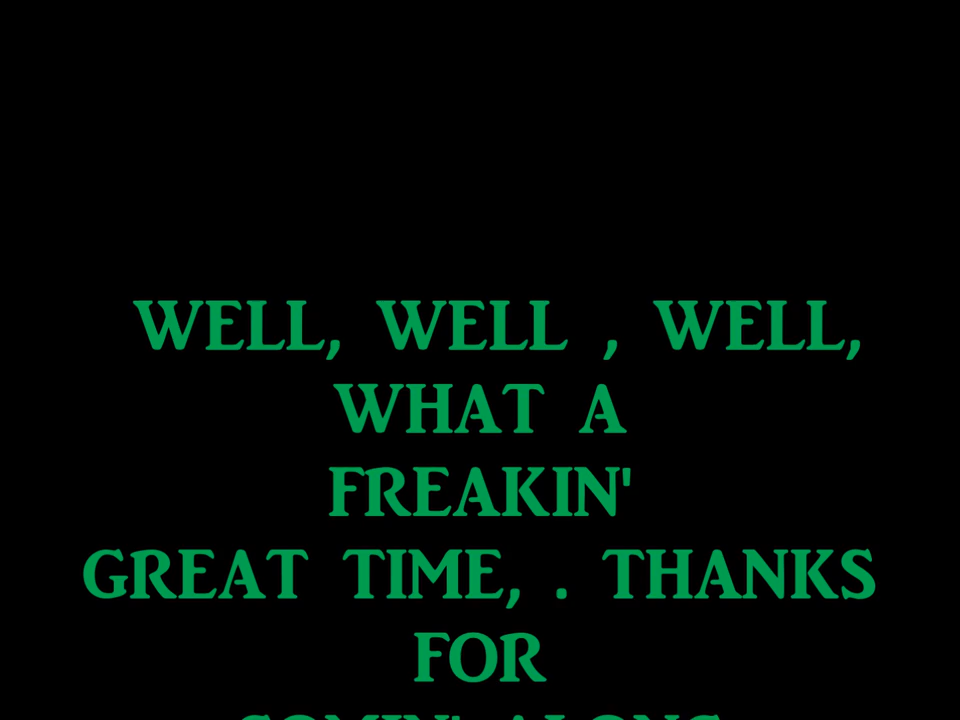 WELL, WELL , WELL,
WHAT A
FREAKIN'
GREAT TIME, . THANKS
FOR